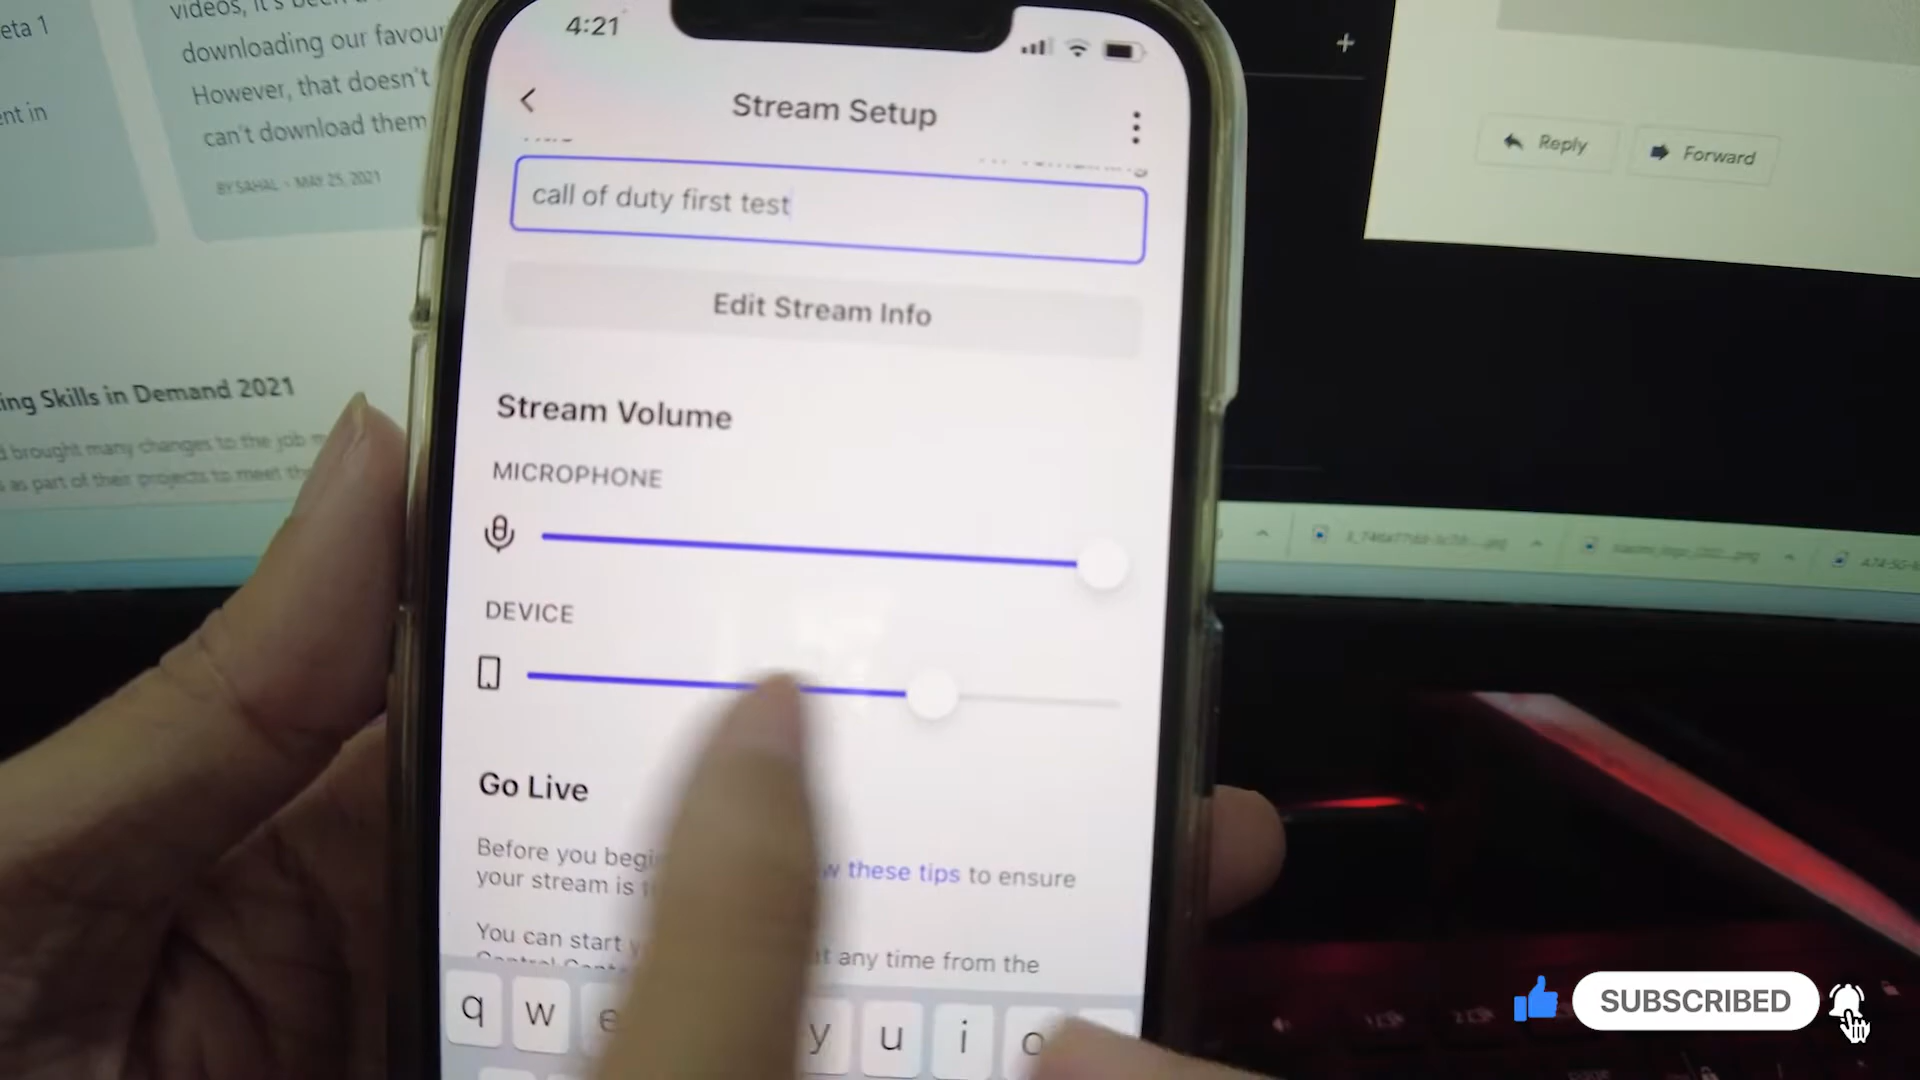 eta 1
ent in
videos, it's been
downloading our favou
However, that doesn't
can't download them
BY SAHAL - MAY 25, 2021
ing Skills in Demand 2021
d brought many changes to the job m
s as part of their projects to meet the
4:21
Stream Setup
call of duty first test
Edit Stream Info
Stream Volume
MICROPHONE
DEVICE
Go Live
Before you begi
w these tips to ensure
your stream is
You can start y
t any time from the
q w e y u i o
+
Reply
Forward
SUBSCRIBED